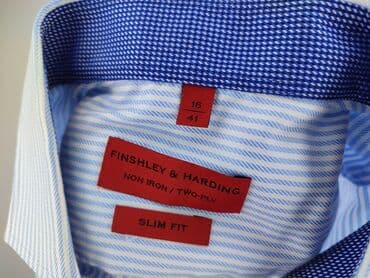 16
41
FINSHLEY & HARDING
NON IRON / TWO-PLY
SLIM FIT